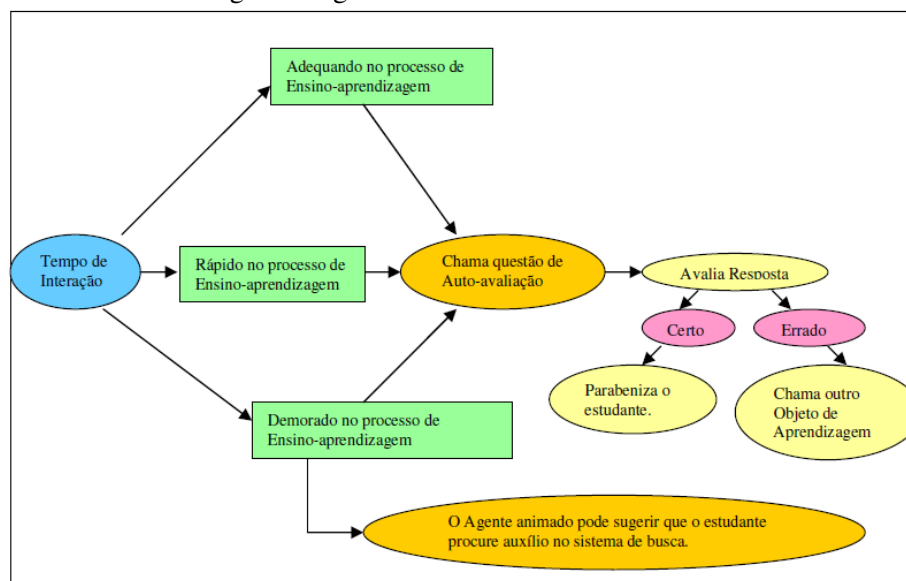 Adequando no processo de
Ensino-aprendizagem
Tempo de
Interação
Rápido no processo de
Ensino-aprendizagem
Chama questão de
Auto-avaliação
Avalia Resposta
Certo
Errado
Parabeniza o
estudante.
Chama outro
Objeto de
Aprendizagem
Demorado no processo de
Ensino-aprendizagem
O Agente animado pode sugerir que o estudante
procure auxílio no sistema de busca.